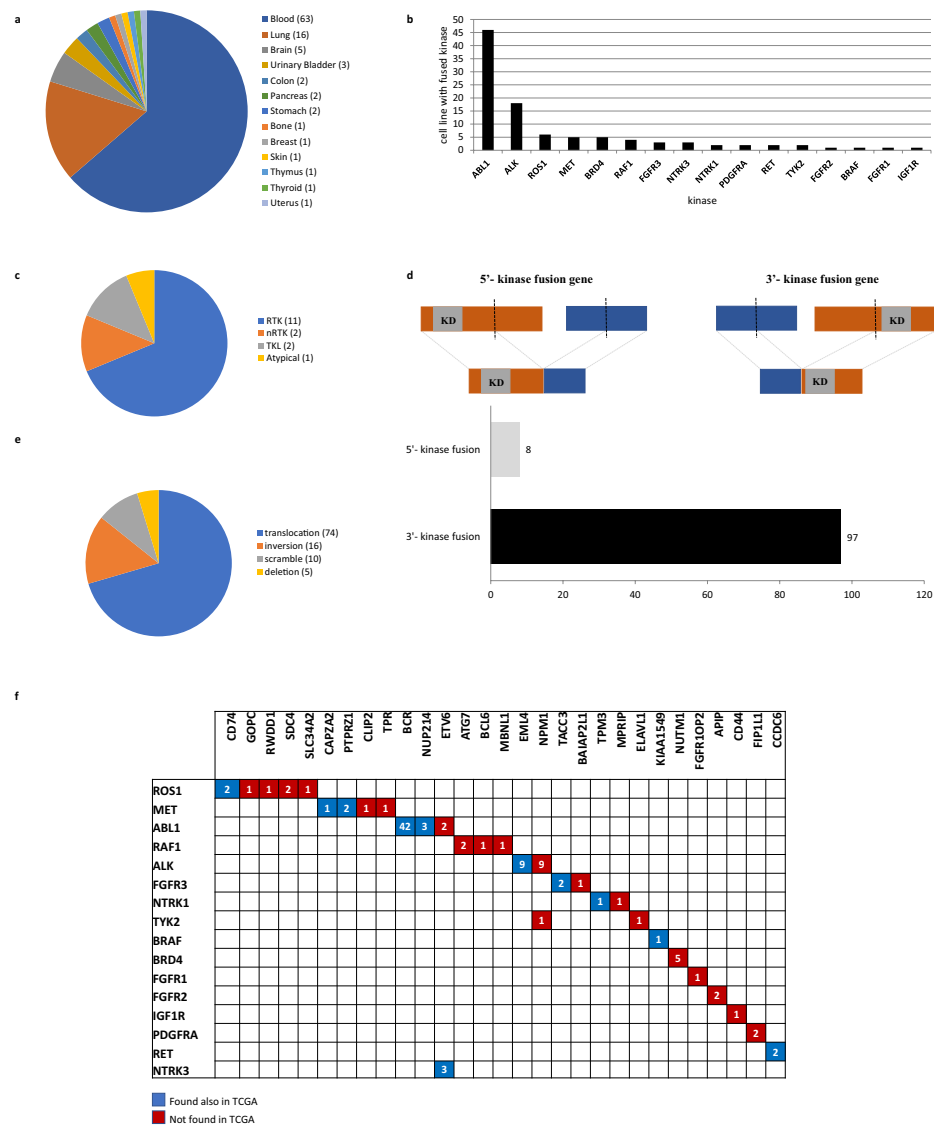 a
Blood (63)
Lung (16)
Brain (5)
Urinary Bladder (3)
Colon (2)
Pancreas (2)
Stomach (2)
Bone (1)
Breast (1)
Skin (1)
Thymus (1)
Thyroid (1)
Uterus (1)
b
cell line with fused kinase
50
45
40
35
30
25
20
15
10
5
0
ABL1 ALK ROS1 MET BRD4 RAF1 FGFR3 NTRK3 NTRK1 PDGFRA RET TYK2 FGFR2 BRAF FGFR1 IGF1R
kinase
c
RTK (11)
nRTK (2)
TKL (2)
Atypical (1)
d
5'- kinase fusion gene
3'- kinase fusion gene
KD KD
KD KD
5'- kinase fusion 8
3'- kinase fusion 97
0 20 40 60 80 100 120
e
translocation (74)
inversion (16)
scramble (10)
deletion (5)
f
CD74 GOPC RWDD1 SDC4 SLC34A2 CAPZA2 PTPRZ1 CLIP2 TPR BCR NUP214 ETV6 ATG7 BCL6 MBNL1 EML4 NPM1 TACC3 BAIAP2L1 TPM3 MPRIP ELAVL1 KIAA1549 NUTM1 FGFR1OP2 APIP CD44 FIP1L1 CCDC6
ROS1 2 1 1 2 1
MET 1 2 1 1
ABL1 42 3 2
RAF1 2 1 1
ALK 9 9
FGFR3 2 1
NTRK1 1 1
TYK2 1 1
BRAF 1
BRD4 5
FGFR1 1
FGFR2 2
IGF1R 1
PDGFRA 2
RET 2
NTRK3 3
Found also in TCGA
Not found in TCGA